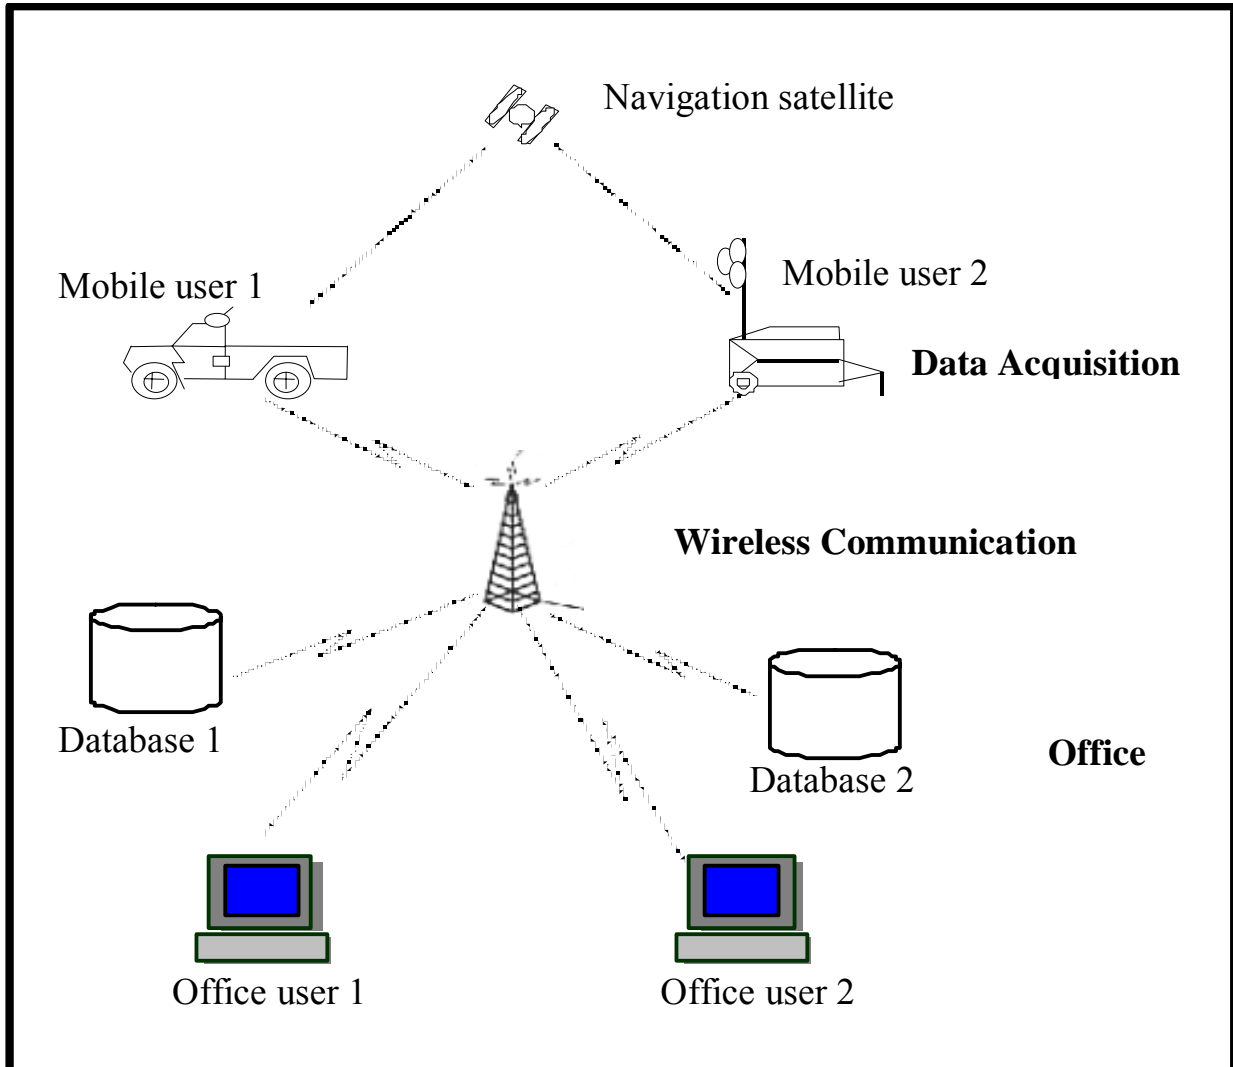 Navigation satellite
Mobile user 1
Mobile user 2
Data Acquisition
Wireless Communication
Database 1
Database 2
Office
Office user 1
Office user 2